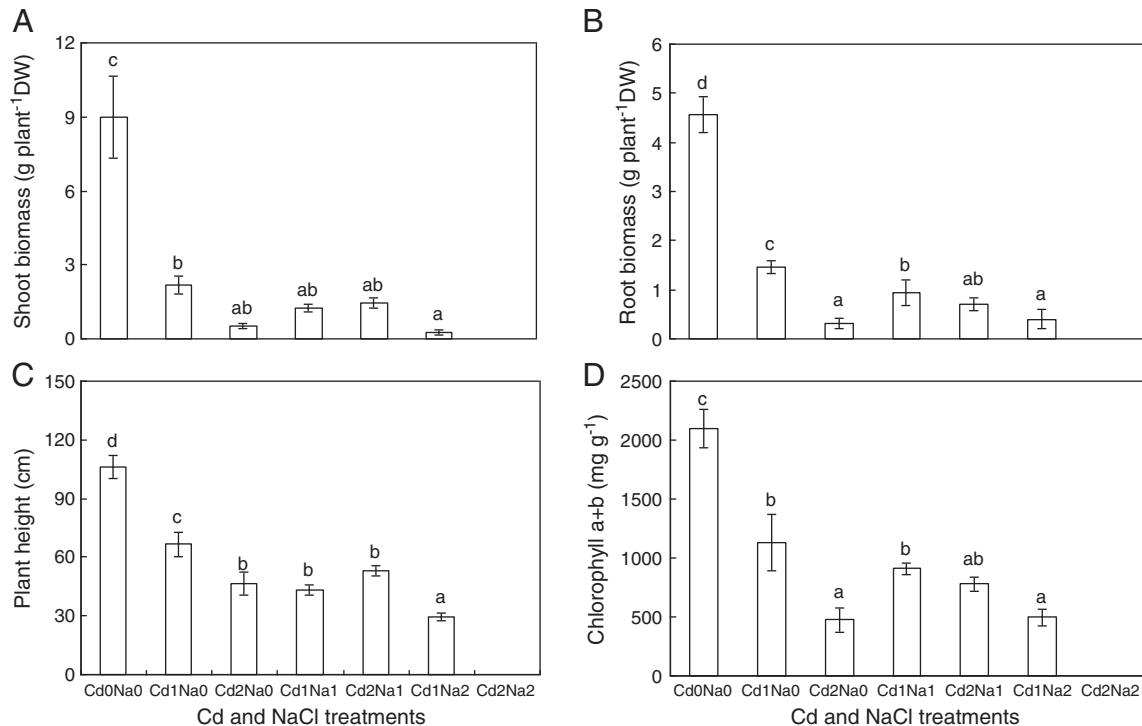 A
Shoot biomass (g plant⁻¹DW)
12
9
6
3
0
c
b
ab
ab
ab
a
B
Root biomass (g plant⁻¹DW)
6
5
4
3
2
1
0
d
c
a
b
ab
a
C
Plant height (cm)
150
120
90
60
30
0
d
c
b
b
b
a
Cd0Na0 Cd1Na0 Cd2Na0 Cd1Na1 Cd2Na1 Cd1Na2 Cd2Na2
Cd and NaCl treatments
D
Chlorophyll a+b (mg g⁻¹)
2500
2000
1500
1000
500
0
c
b
a
b
ab
a
Cd0Na0 Cd1Na0 Cd2Na0 Cd1Na1 Cd2Na1 Cd1Na2 Cd2Na2
Cd and NaCl treatments